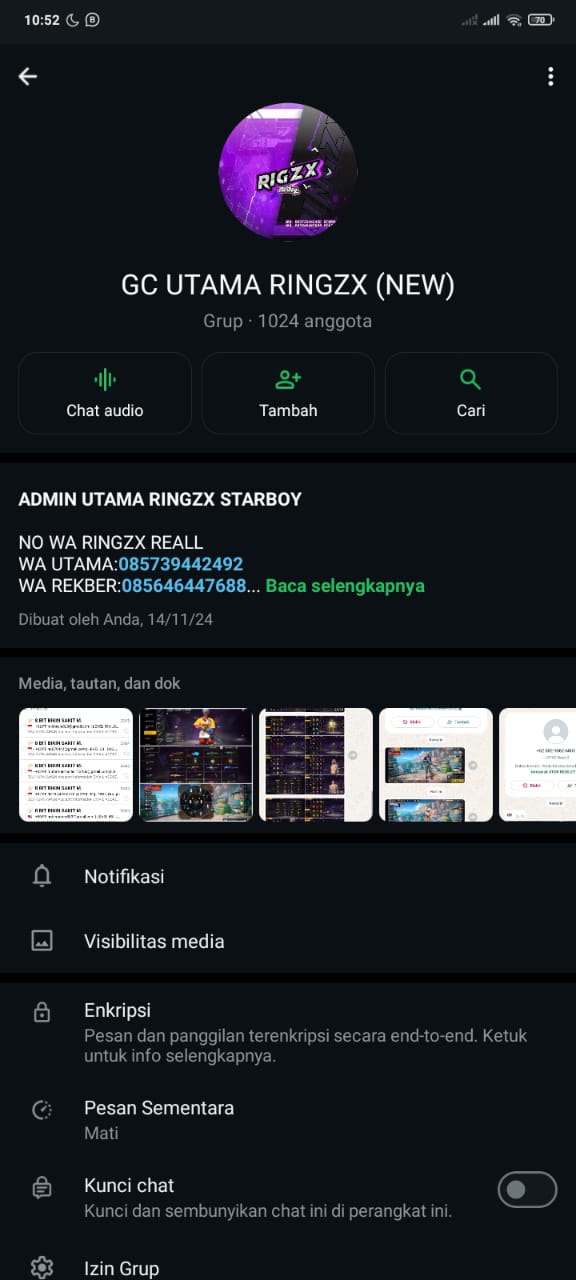 10:52
70
RIGZX
GC UTAMA RINGZX (NEW)
Grup · 1024 anggota
Chat audio
Tambah
Cari
ADMIN UTAMA RINGZX STARBOY
NO WA RINGZX REALL
WA UTAMA:085739442492
WA REKBER:085646447688... Baca selengkapnya
Dibuat oleh Anda, 14/11/24
Media, tautan, dan dok
Notifikasi
Visibilitas media
Enkripsi
Pesan dan panggilan terenkripsi secara end-to-end. Ketuk
untuk info selengkapnya.
Pesan Sementara
Mati
Kunci chat
Kunci dan sembunyikan chat ini di perangkat ini.
Izin Grup